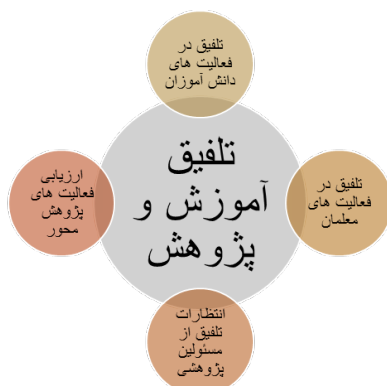 تلفیق در
فعالیت های
دانش آموزان
تلفیق
آموزش و
پژوهش
تلفیق در
فعالیت های
معلمان
ارزیابی
فعالیت های
پژوهش
محور
انتظارات
تلفیق از
مسئولین
پژوهشی